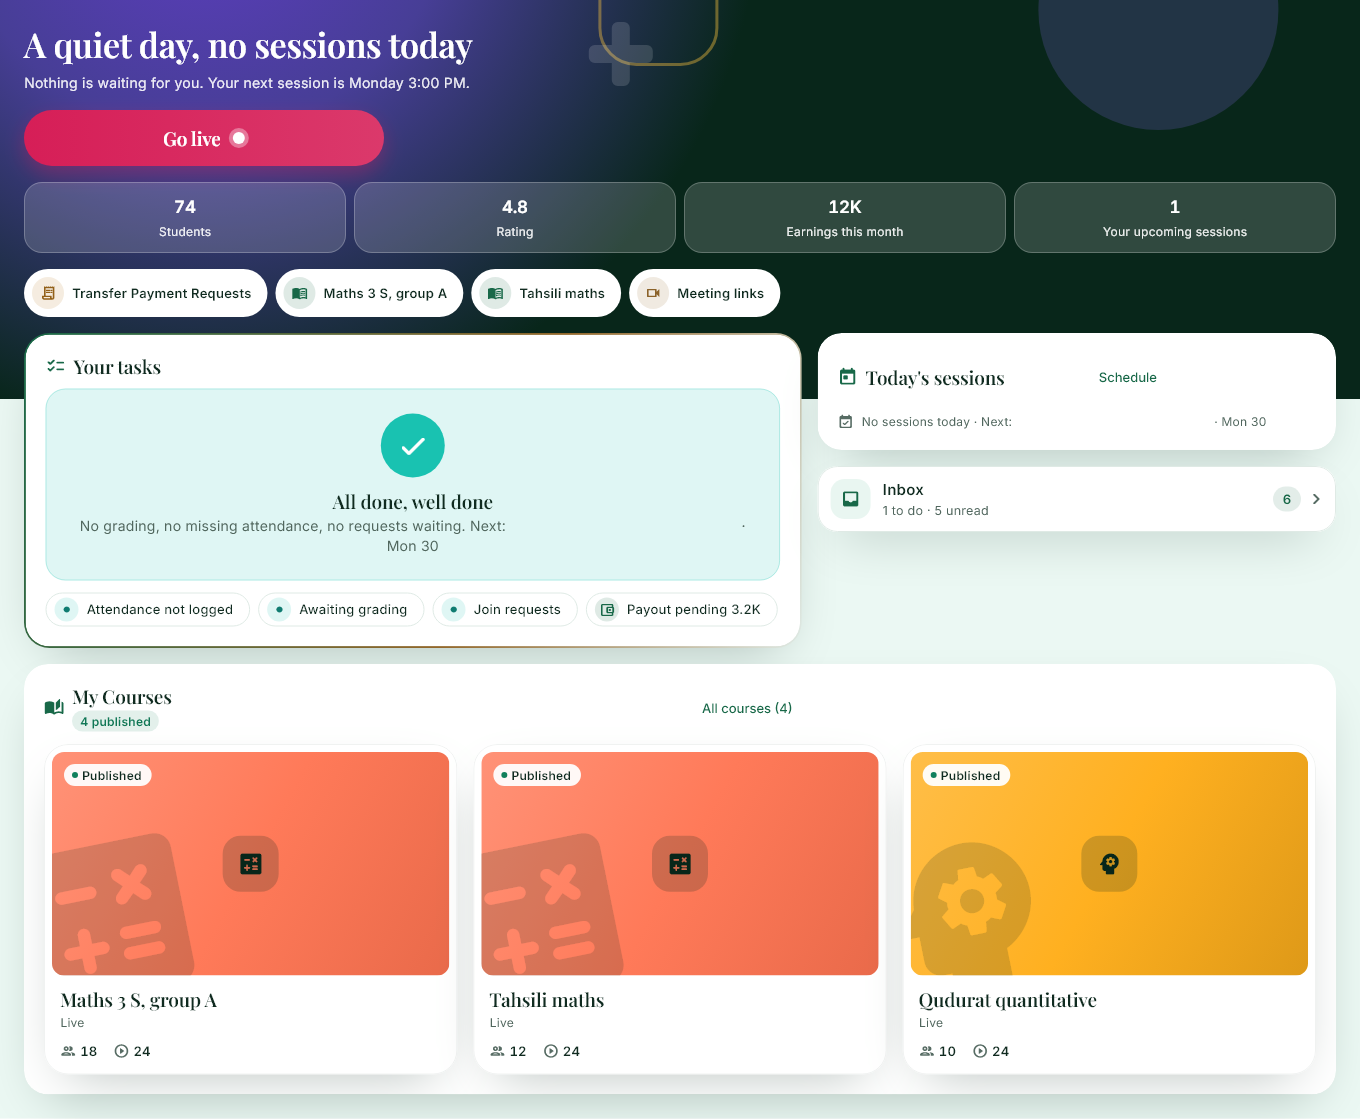 A quiet day, no sessions today
Nothing is waiting for you. Your next session is Monday 3:00 PM.
Go live
74
Students
4.8
Rating
12K
Earnings this month
1
Your upcoming sessions
Transfer Payment Requests
Maths 3 S, group A
Tahsili maths
Meeting links
Your tasks
All done, well done
No grading, no missing attendance, no requests waiting. Next: ·
Mon 30
Attendance not logged
Awaiting grading
Join requests
Payout pending 3.2K
Today's sessions
Schedule
No sessions today · Next: · Mon 30
Inbox
1 to do · 5 unread
6
My Courses
4 published
All courses (4)
Published
Maths 3 S, group A
Live
18 24
Published
Tahsili maths
Live
12 24
Published
Qudurat quantitative
Live
10 24